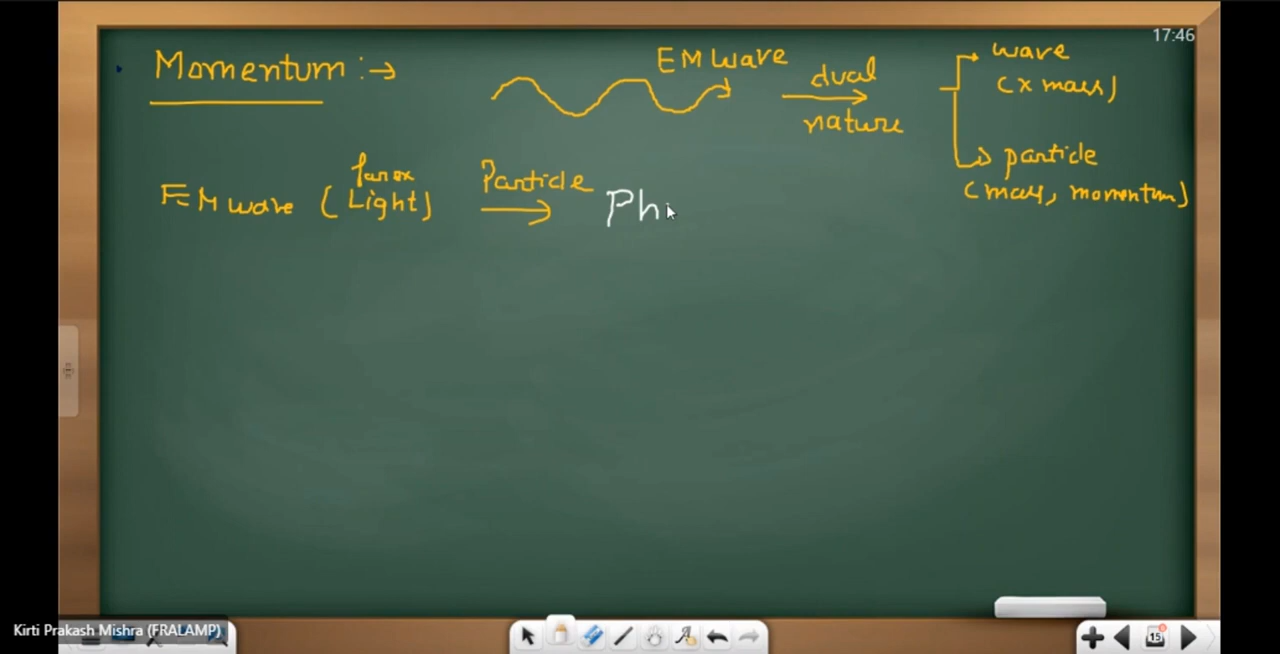 17:46
Momentum :→
EM wave
dual
nature
wave
(x mass)
particle
(mass, momentum)
EM wave (Light)
Particle
Ph
Kirti Prakash Mishra (FRALAMP)
15